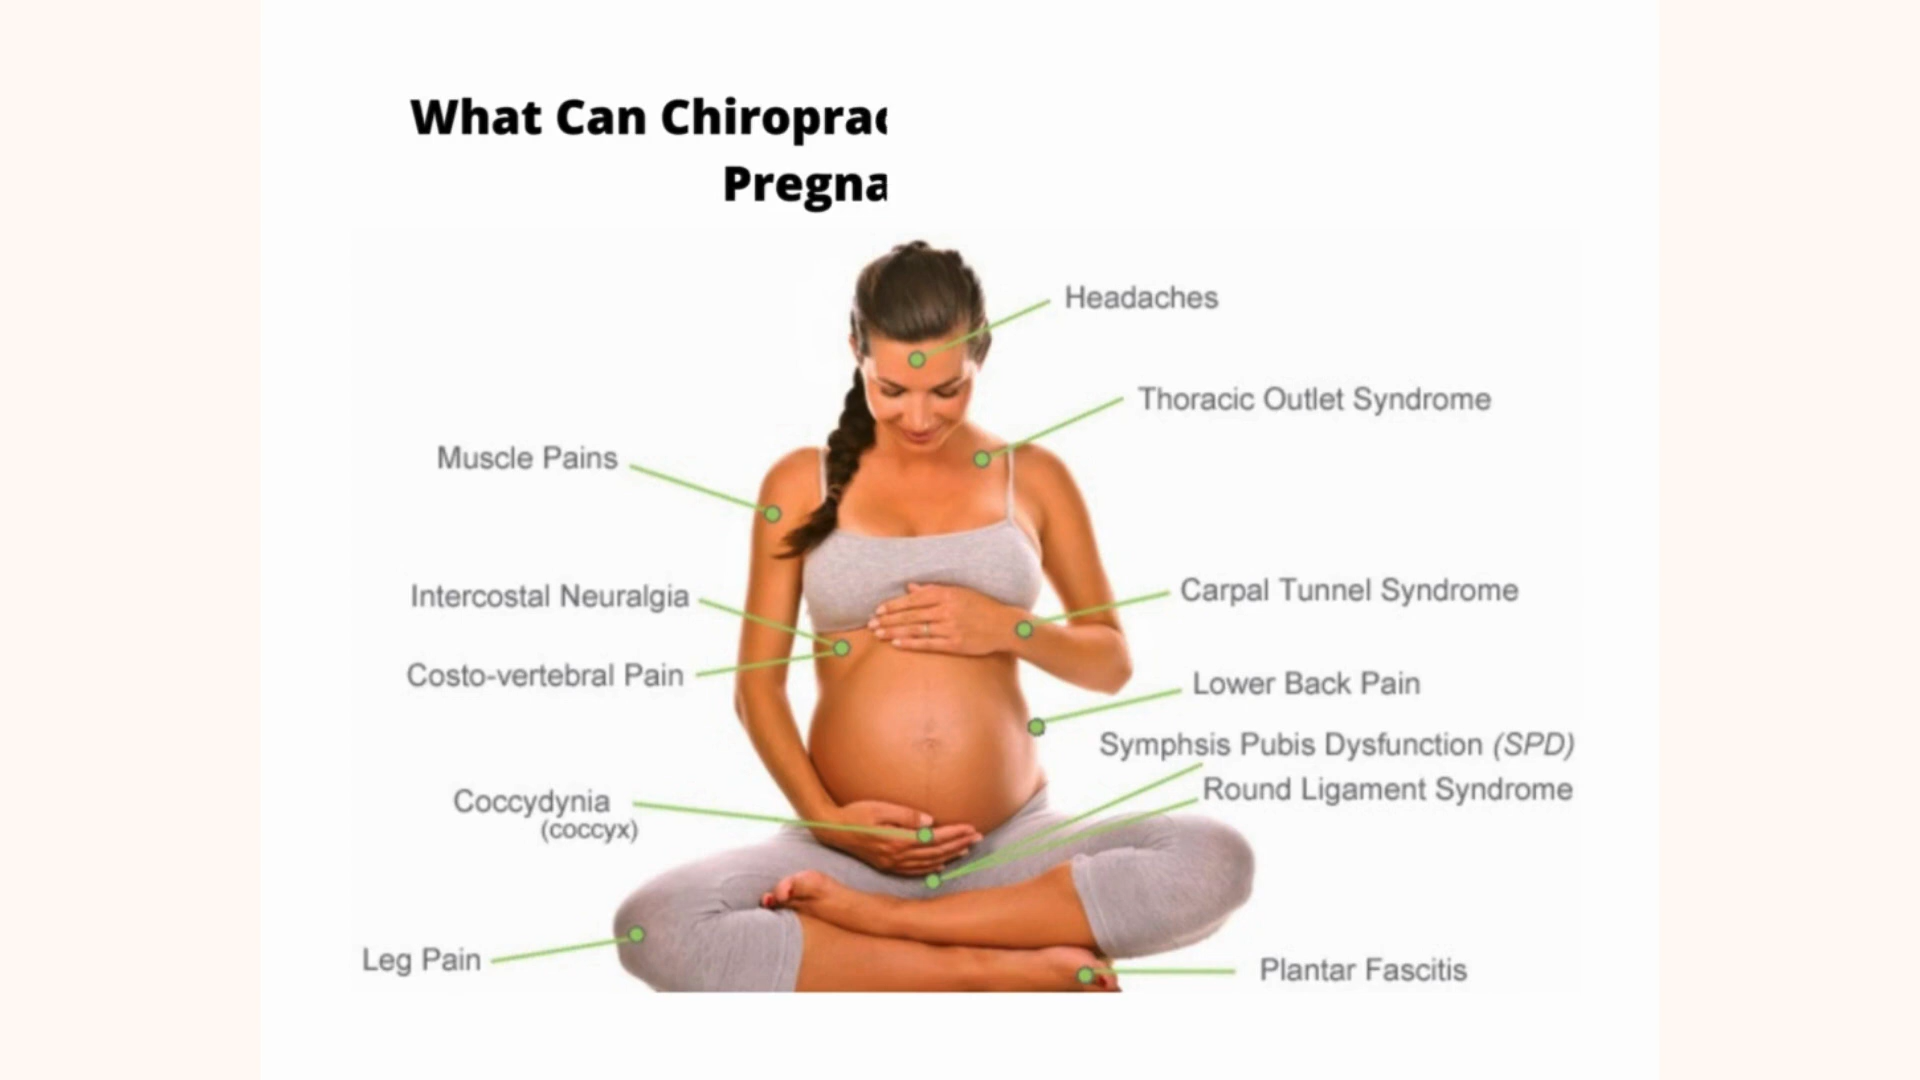 What Can Chiroprac
Pregna
Headaches
Thoracic Outlet Syndrome
Muscle Pains
Intercostal Neuralgia
Carpal Tunnel Syndrome
Costo-vertebral Pain
Lower Back Pain
Symphsis Pubis Dysfunction (SPD)
Round Ligament Syndrome
Coccydynia
(coccyx)
Leg Pain
Plantar Fascitis